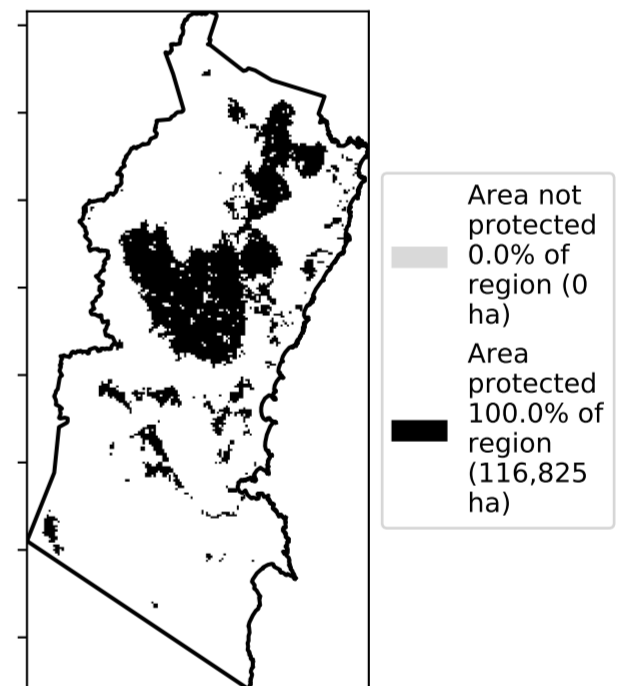 Area not
protected
0.0% of
region (0
ha)
Area
protected
100.0% of
region
(116,825
ha)